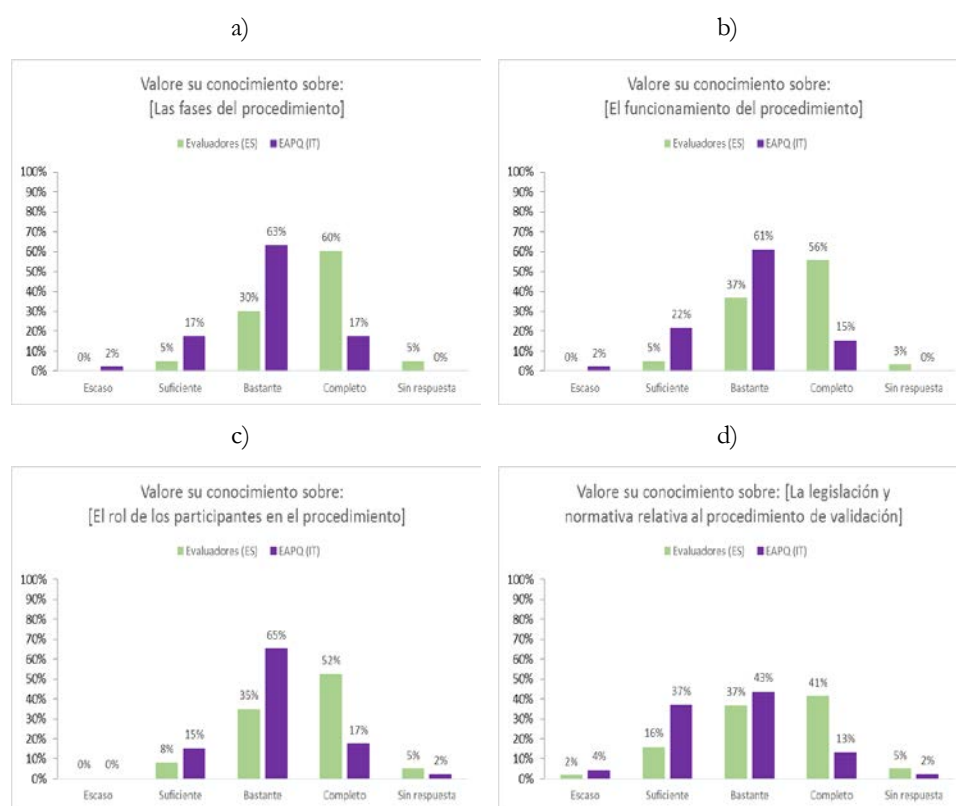 a)
Valore su conocimiento sobre:
[Las fases del procedimiento]
Evaluadores (ES) EAPQ (IT)
100%
90%
80%
70%
60%
50%
40%
30%
20%
10%
0%
0% 2% 5% 17% 30% 63% 60% 17% 5% 0%
Escaso Suficiente Bastante Completo Sin respuesta
b)
Valore su conocimiento sobre:
[El funcionamiento del procedimiento]
Evaluadores (ES) EAPQ (IT)
100%
90%
80%
70%
60%
50%
40%
30%
20%
10%
0%
0% 2% 5% 22% 37% 61% 56% 15% 3% 0%
Escaso Suficiente Bastante Completo Sin respuesta
c)
Valore su conocimiento sobre:
[El rol de los participantes en el procedimiento]
Evaluadores (ES) EAPQ (IT)
100%
90%
80%
70%
60%
50%
40%
30%
20%
10%
0%
0% 0% 8% 15% 35% 65% 52% 17% 5% 2%
Escaso Suficiente Bastante Completo Sin respuesta
d)
Valore su conocimiento sobre: [La legislación y
normativa relativa al procedimiento de validación]
Evaluadores (ES) EAPQ (IT)
100%
90%
80%
70%
60%
50%
40%
30%
20%
10%
0%
2% 4% 16% 37% 37% 43% 41% 13% 5% 2%
Escaso Suficiente Bastante Completo Sin respuesta